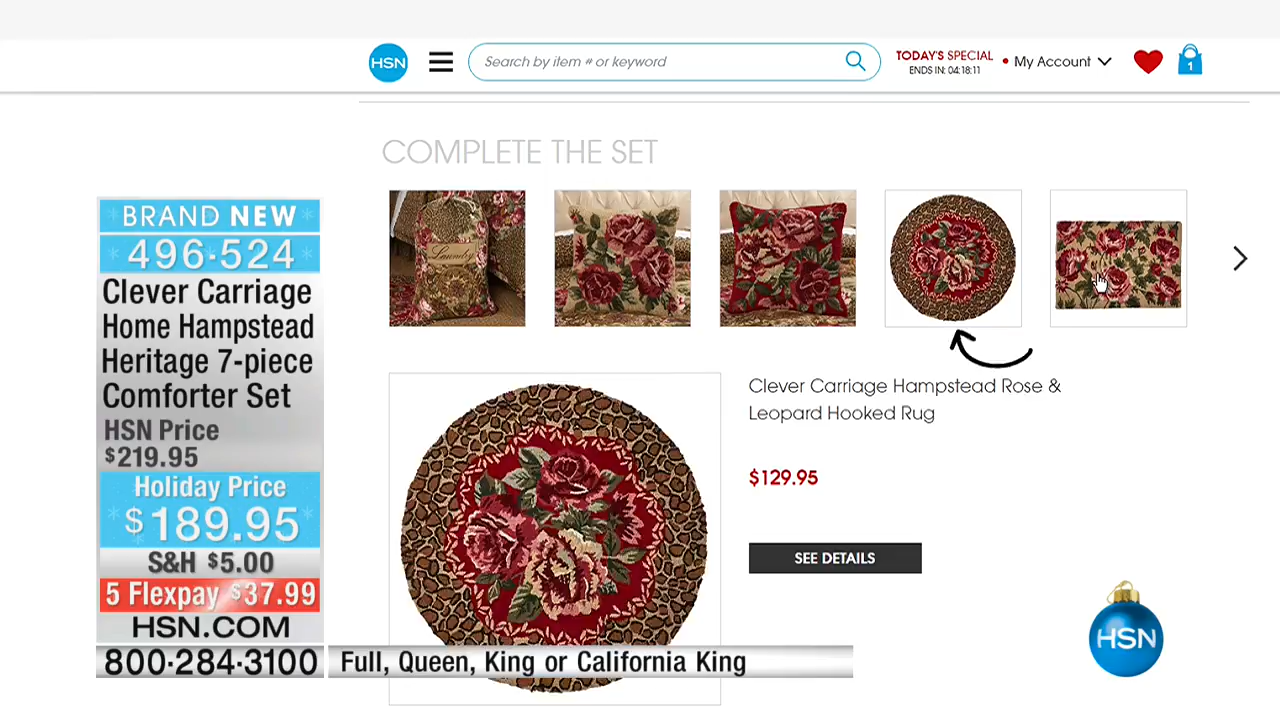 HSN
Search by item # or keyword
TODAY'S SPECIAL
ENDS IN: 04:18:11
My Account
1
COMPLETE THE SET
Laundry
BRAND NEW
496·524
Clever Carriage
Home Hampstead
Heritage 7-piece
Comforter Set
HSN Price
$219.95
Holiday Price
$189.95
S&H $5.00
5 Flexpay $37.99
HSN.COM
800·284·3100
Full, Queen, King or California King
Clever Carriage Hampstead Rose &
Leopard Hooked Rug
$129.95
SEE DETAILS
HSN